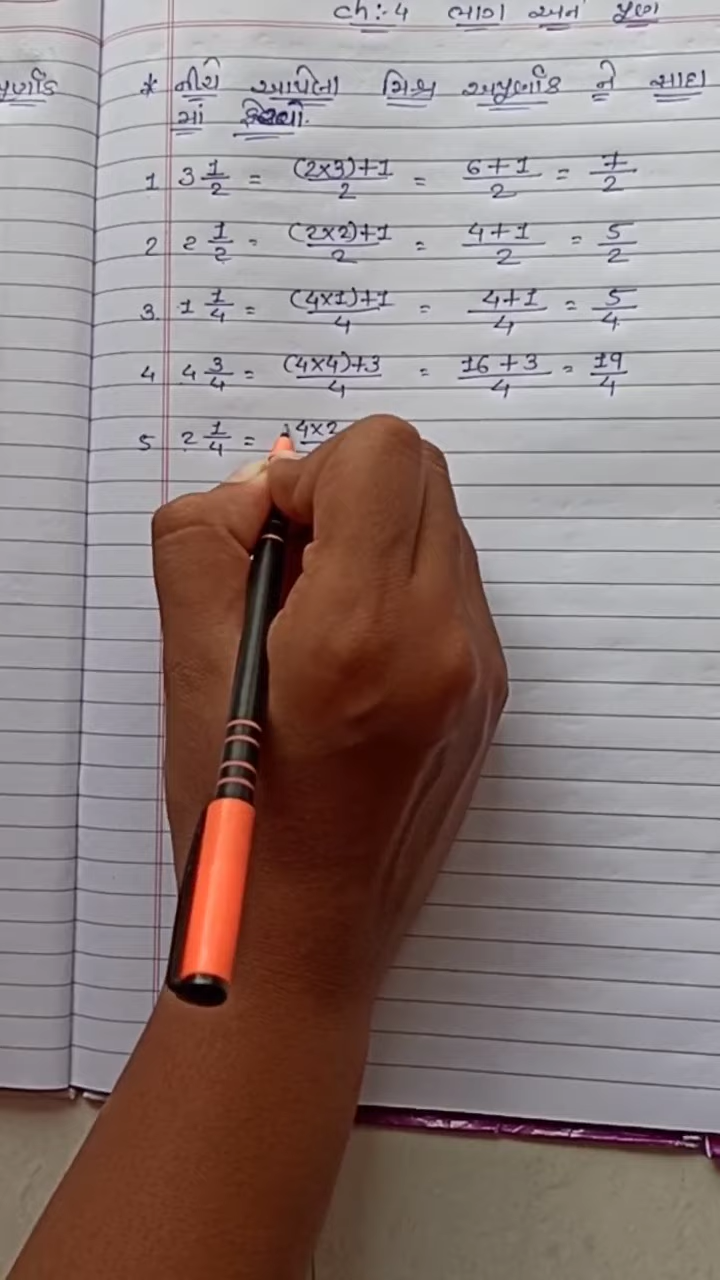 ch:- 4 ભાગ અને પૂર્ણ
પૂર્ણાંક
* નીચે આપેલા મિશ્ર અપૂર્ણાંક ને સાદા
માં ફેરવો.
1 3 1/2 = (2×3)+1/2 = 6+1/2 = 7/2
2 2 1/2 = (2×2)+1/2 = 4+1/2 = 5/2
3. 1 1/4 = (4×1)+1/4 = 4+1/4 = 5/4
4 4 3/4 = (4×4)+3/4 = 16+3/4 = 19/4
5 2 1/4 = 4×2